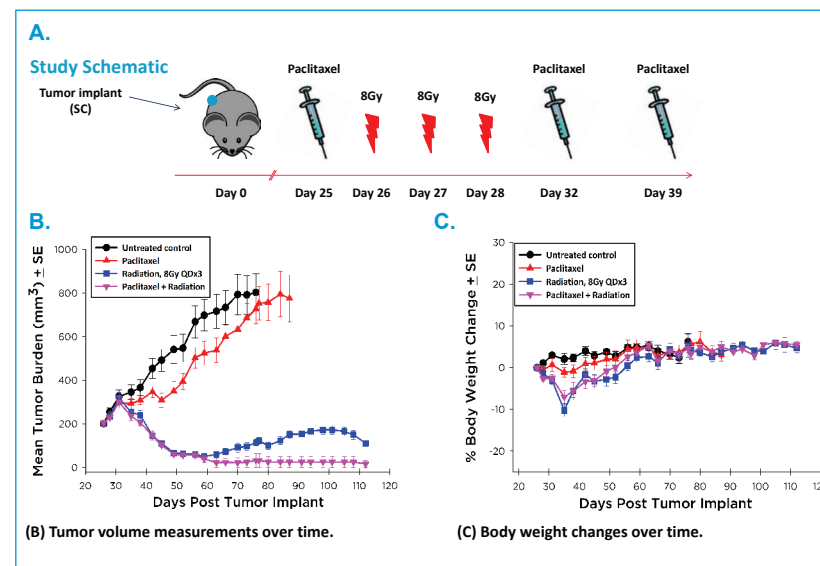 A.
Study Schematic
Tumor implant
(SC)
Paclitaxel
8Gy
8Gy
8Gy
Paclitaxel
Paclitaxel
Day 0
Day 25
Day 26
Day 27
Day 28
Day 32
Day 39
B.
Mean Tumor Burden (mm³) ± SE
1000
800
600
400
200
0
Untreated control
Paclitaxel
Radiation, 8Gy QDx3
Paclitaxel + Radiation
20 30 40 50 60 70 80 90 100 110 120
Days Post Tumor Implant
(B) Tumor volume measurements over time.
C.
% Body Weight Change ± SE
30
20
10
0
-10
-20
Untreated control
Paclitaxel
Radiation, 8Gy QDx3
Paclitaxel + Radiation
20 30 40 50 60 70 80 90 100 110 12
Days Post Tumor Implant
(C) Body weight changes over time.